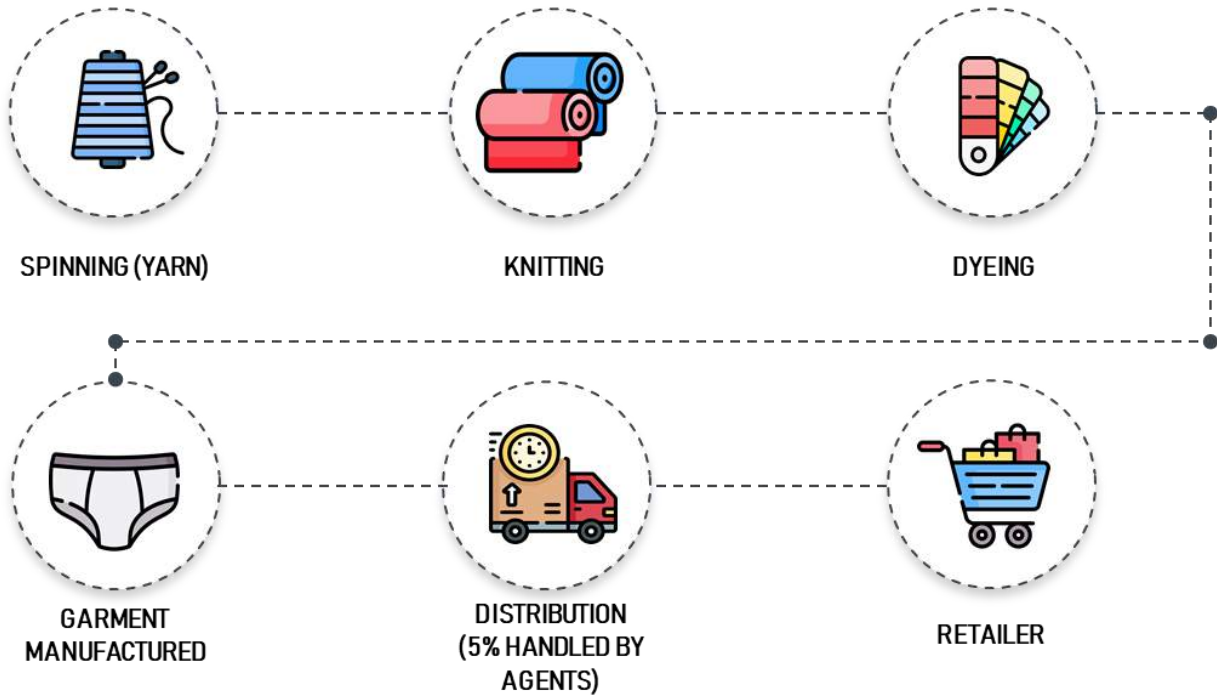 SPINNING (YARN)
KNITTING
DYEING
GARMENT
MANUFACTURED
DISTRIBUTION
(5% HANDLED BY
AGENTS)
RETAILER